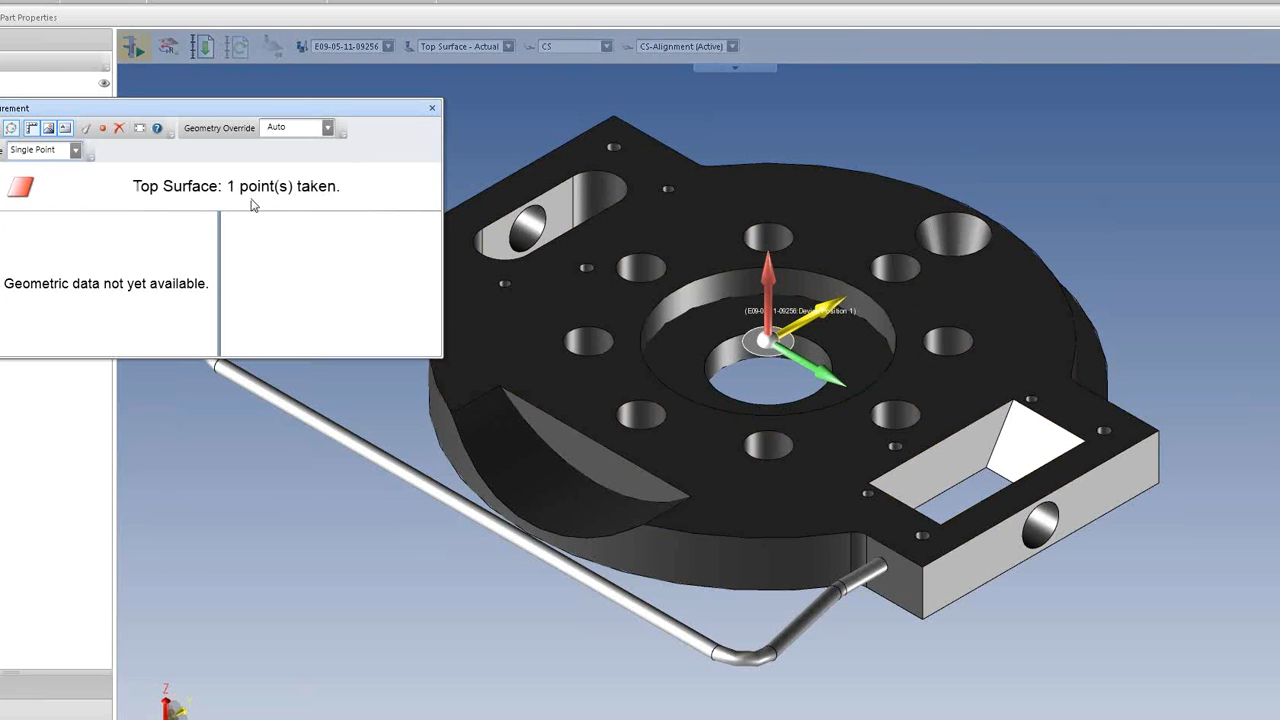 Part Properties
E09-05-11-09256
Top Surface - Actual
CS
CS-Alignment (Active)
urement
Geometry Override
Auto
e
Single Point
Top Surface: 1 point(s) taken.
Geometric data not yet available.
Z